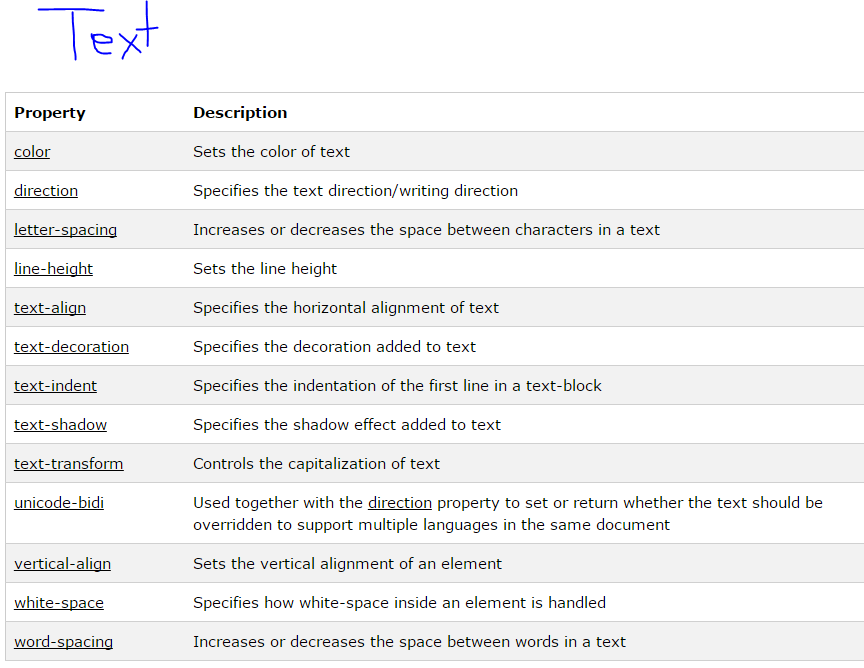 Text
Property Description
color Sets the color of text
direction Specifies the text direction/writing direction
letter-spacing Increases or decreases the space between characters in a text
line-height Sets the line height
text-align Specifies the horizontal alignment of text
text-decoration Specifies the decoration added to text
text-indent Specifies the indentation of the first line in a text-block
text-shadow Specifies the shadow effect added to text
text-transform Controls the capitalization of text
unicode-bidi Used together with the direction property to set or return whether the text should be
overridden to support multiple languages in the same document
vertical-align Sets the vertical alignment of an element
white-space Specifies how white-space inside an element is handled
word-spacing Increases or decreases the space between words in a text